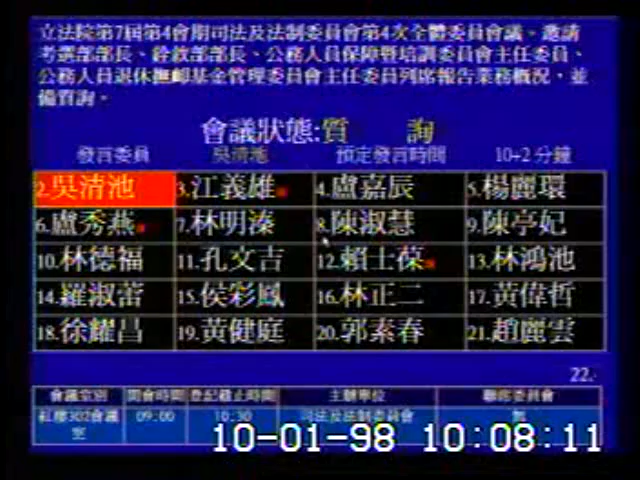 立法院第7屆第4會期司法及法制委員會第4次全體委員會議。邀請
考選部部長、銓敘部部長、公務人員保障暨培訓委員會主任委員、
公務人員退休撫卹基金管理委員會主任委員列席報告業務概況,並
備質詢。
會議狀態:質 詢
發言委員 吳清池 預定發言時間 10+2 分鐘
2.吳清池 3.江義雄 4.盧嘉辰 5.楊麗環
6.盧秀燕 7.林明溱 8.陳淑慧 9.陳亭妃
10.林德福 11.孔文吉 12.賴士葆 13.林鴻池
14.羅淑蕾 15.侯彩鳳 16.林正二 17.黃偉哲
18.徐耀昌 19.黃健庭 20.郭素春 21.趙麗雲
22.
會議室別 開會時間 登記截止時間 主辦單位 聯席委員會
紅樓302會議 09:00 10:30 司法及法制委員會 無
室
10-01-98 10:08:11